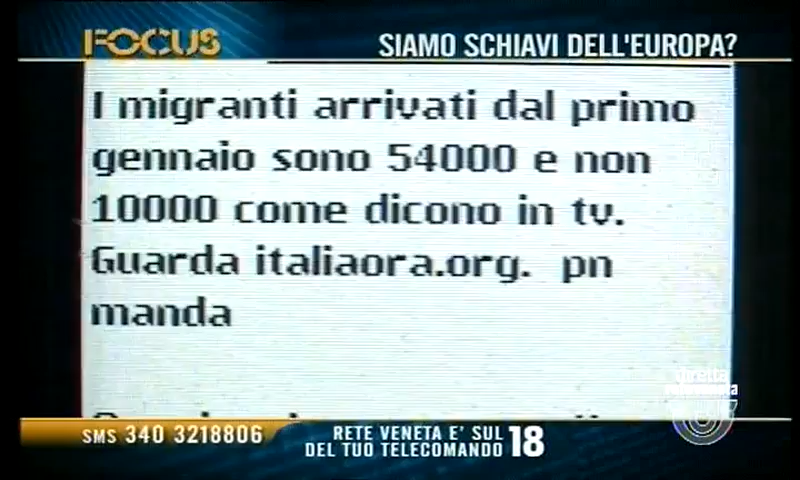 FOCUS
SIAMO SCHIAVI DELL'EUROPA?
I migranti arrivati dal primo
gennaio sono 54000 e non
10000 come dicono in tv.
Guarda italiaora.org. pn
manda
diretta
SMS 340 3218806
RETE VENETA E' SUL
DEL TUO TELECOMANDO
18